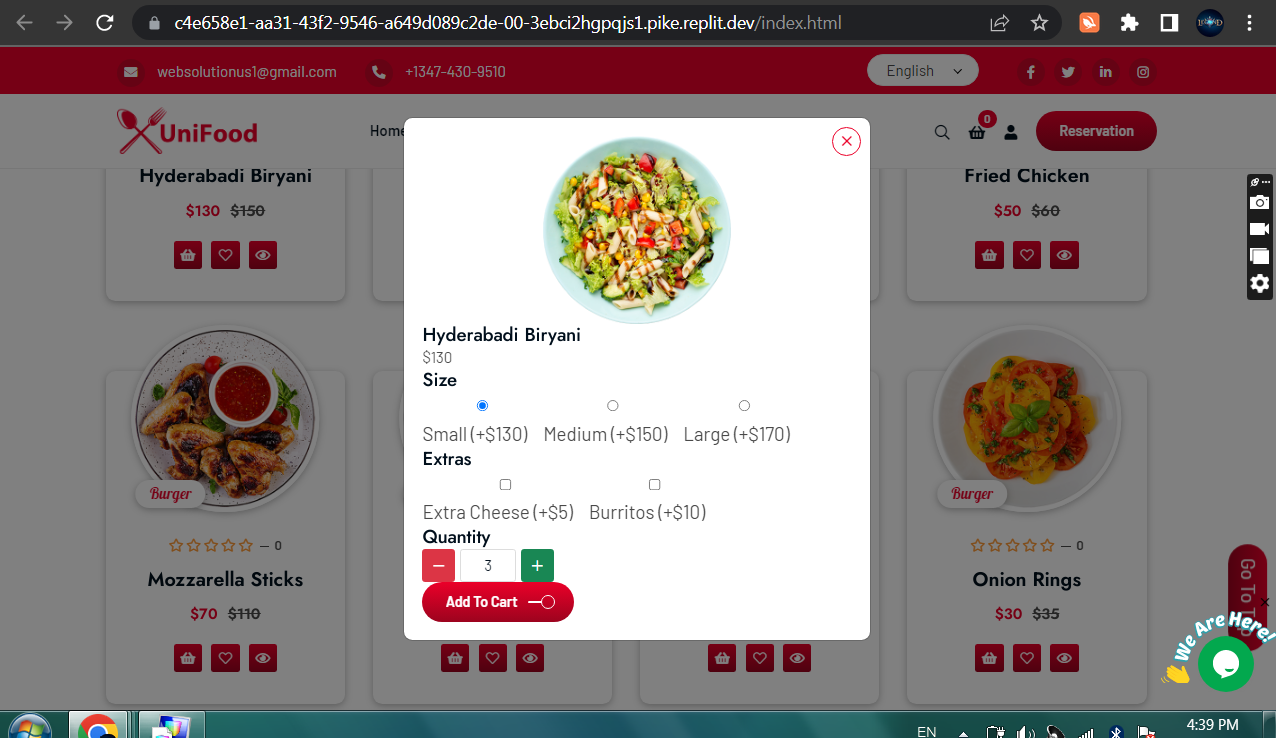 c4e658e1-aa31-43f2-9546-a649d089c2de-00-3ebci2hgpqjs1.pike.replit.dev/index.html
websolutionus1@gmail.com +1347-430-9510 English
UniFood Home 0 Reservation
Hyderabadi Biryani Fried Chicken
$130 $150 $50 $60
Hyderabadi Biryani
$130
Size
Small (+$130) Medium (+$150) Large (+$170)
Extras
Extra Cheese (+$5) Burritos (+$10)
Quantity
3
Add To Cart
Burger Burger
— 0 — 0
Mozzarella Sticks Onion Rings
$70 $110 $30 $35
Go To
We Are Here!
EN 4:39 PM